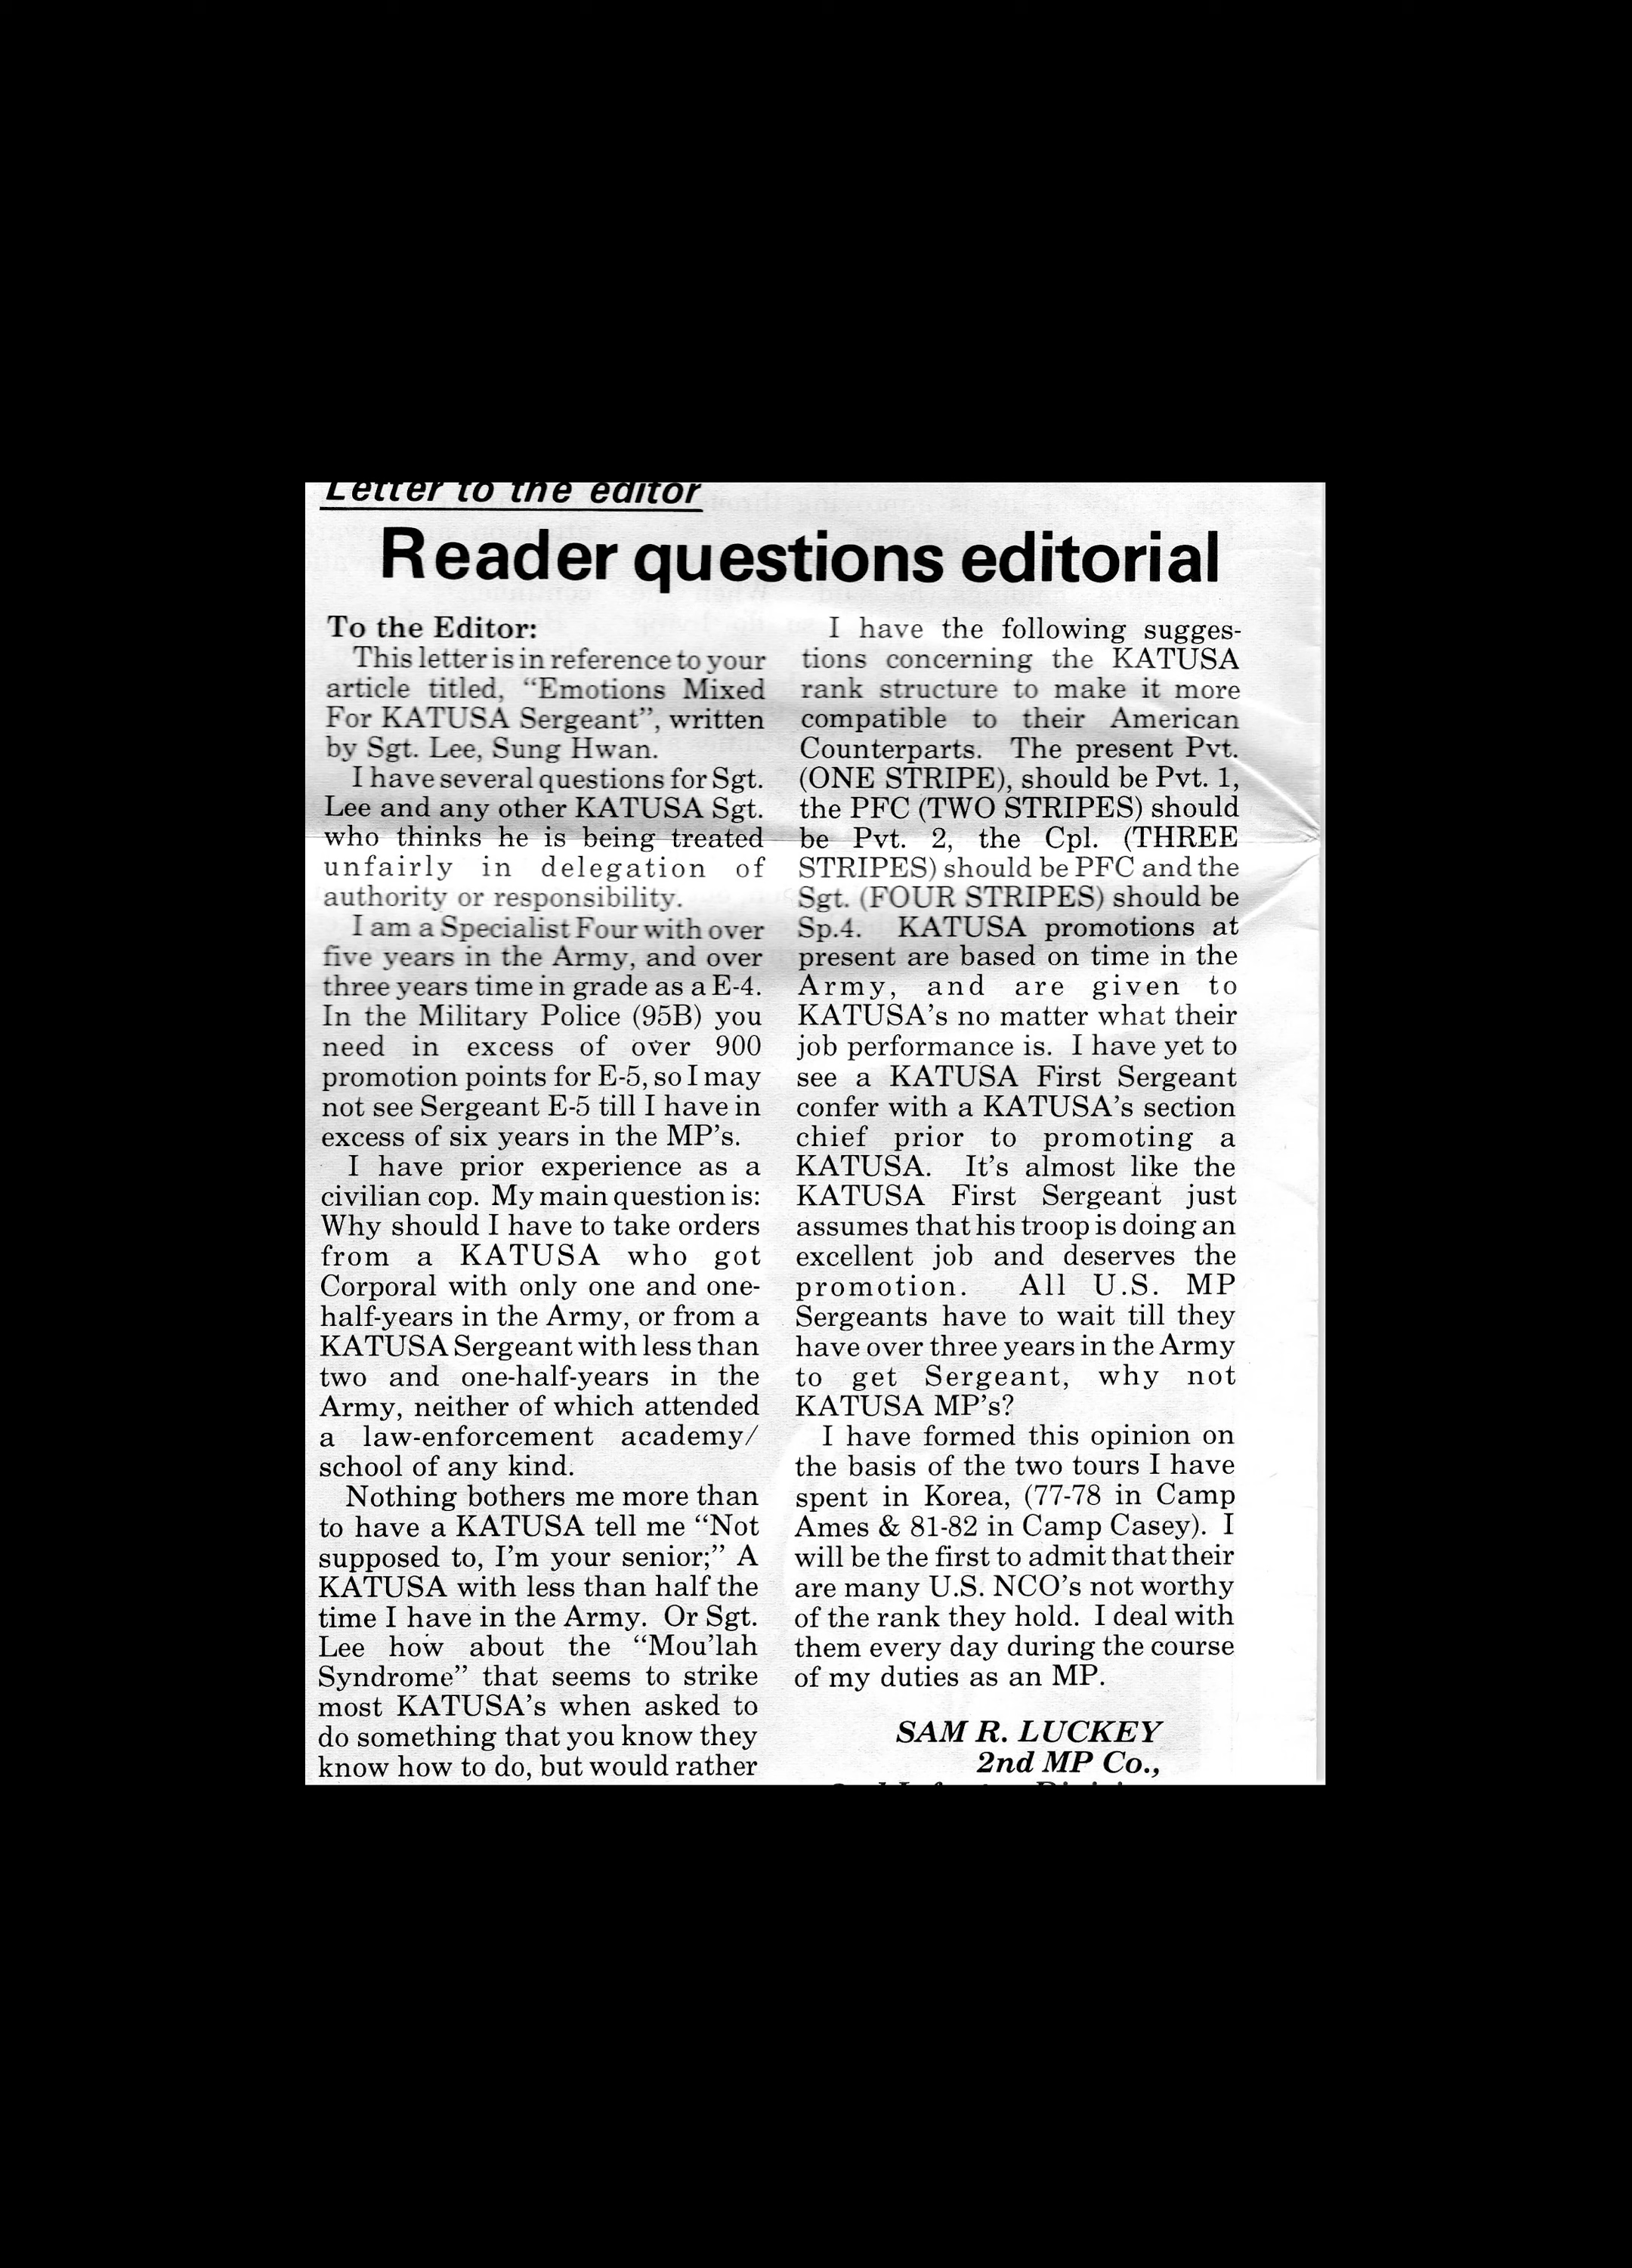 Letter to the editor
Reader questions editorial
To the Editor:
This letter is in reference to your
article titled, “Emotions Mixed
For KATUSA Sergeant”, written
by Sgt. Lee, Sung Hwan.
I have several questions for Sgt.
Lee and any other KATUSA Sgt.
who thinks he is being treated
unfairly in delegation of
authority or responsibility.
I am a Specialist Four with over
five years in the Army, and over
three years time in grade as a E-4.
In the Military Police (95B) you
need in excess of over 900
promotion points for E-5, so I may
not see Sergeant E-5 till I have in
excess of six years in the MP's.
I have prior experience as a
civilian cop. My main question is:
Why should I have to take orders
from a KATUSA who got
Corporal with only one and one-
half-years in the Army, or from a
KATUSA Sergeant with less than
two and one-half-years in the
Army, neither of which attended
a law-enforcement academy/
school of any kind.
Nothing bothers me more than
to have a KATUSA tell me “Not
supposed to, I'm your senior;” A
KATUSA with less than half the
time I have in the Army. Or Sgt.
Lee how about the “Mou'lah
Syndrome” that seems to strike
most KATUSA's when asked to
do something that you know they
know how to do, but would rather
I have the following sugges-
tions concerning the KATUSA
rank structure to make it more
compatible to their American
Counterparts. The present Pvt.
(ONE STRIPE), should be Pvt. 1,
the PFC (TWO STRIPES) should
be Pvt. 2, the Cpl. (THREE
STRIPES) should be PFC and the
Sgt. (FOUR STRIPES) should be
Sp.4. KATUSA promotions at
present are based on time in the
Army, and are given to
KATUSA's no matter what their
job performance is. I have yet to
see a KATUSA First Sergeant
confer with a KATUSA's section
chief prior to promoting a
KATUSA. It's almost like the
KATUSA First Sergeant just
assumes that his troop is doing an
excellent job and deserves the
promotion. All U.S. MP
Sergeants have to wait till they
have over three years in the Army
to get Sergeant, why not
KATUSA MP's?
I have formed this opinion on
the basis of the two tours I have
spent in Korea, (77-78 in Camp
Ames & 81-82 in Camp Casey). I
will be the first to admit that their
are many U.S. NCO's not worthy
of the rank they hold. I deal with
them every day during the course
of my duties as an MP.
SAM R. LUCKEY
2nd MP Co.,